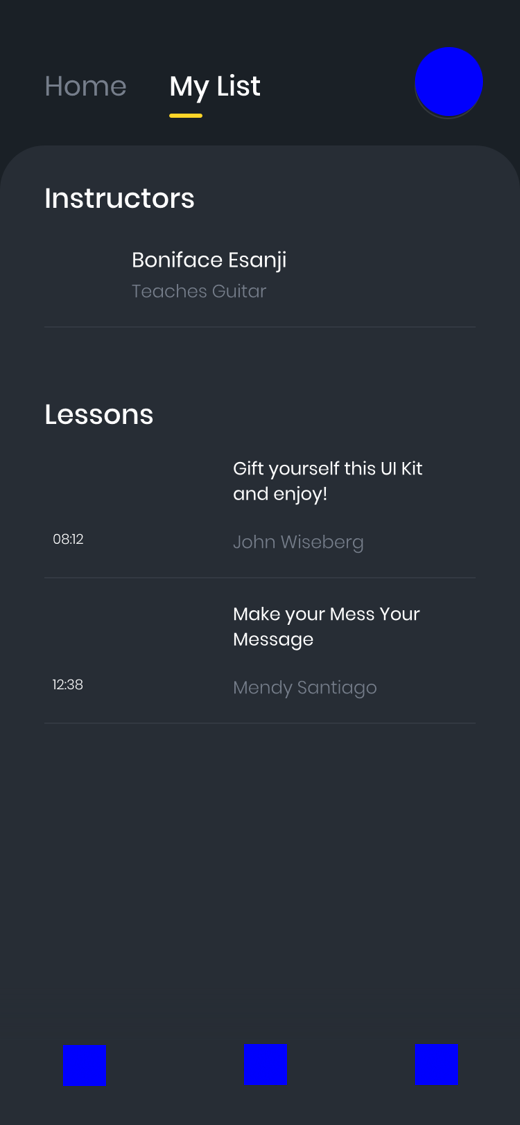 Home
My List
Instructors
Boniface Esanji
Teaches Guitar
Lessons
Gift yourself this UI Kit
and enjoy!
08:12
John Wiseberg
Make your Mess Your
Message
12:38
Mendy Santiago